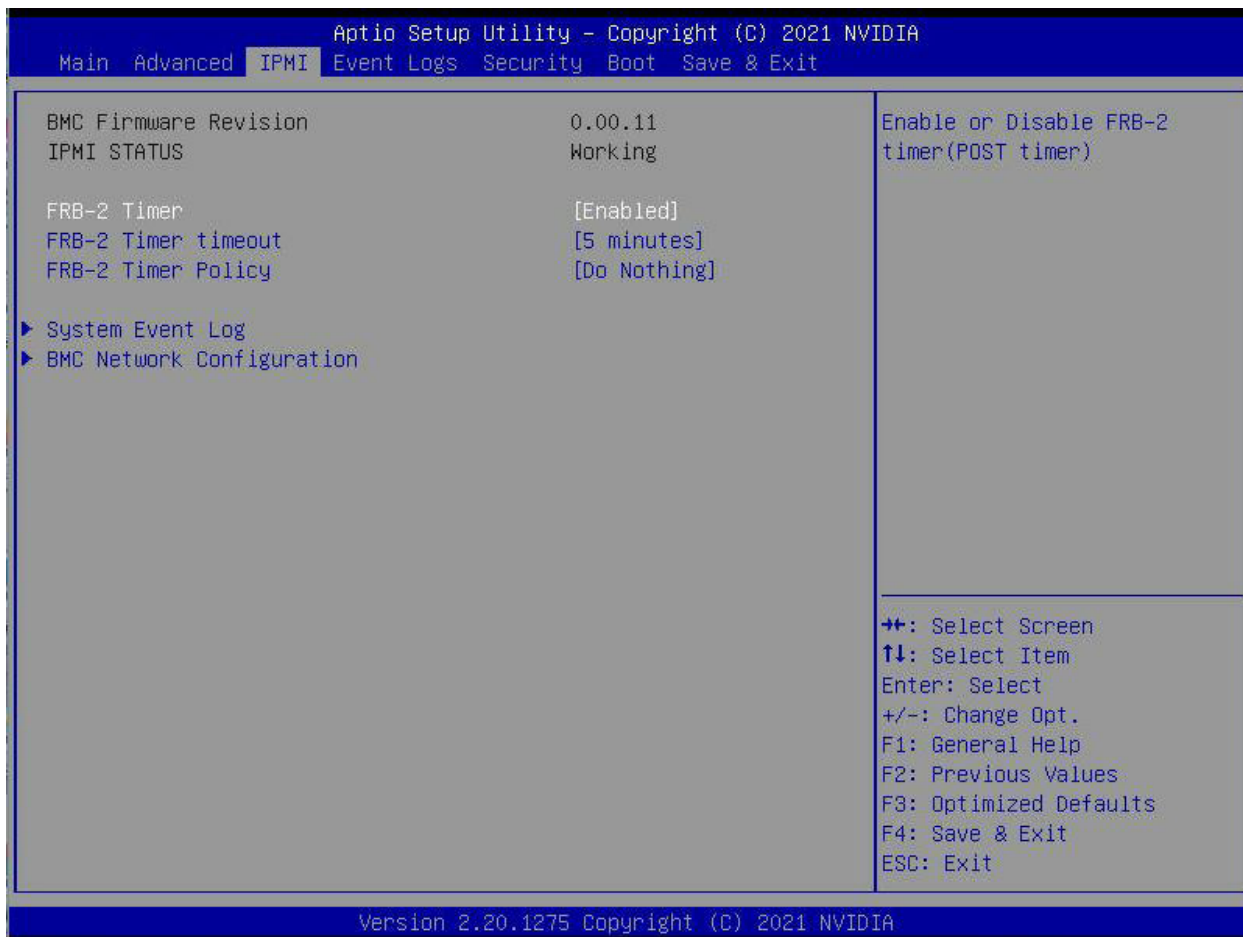 Aptio Setup Utility – Copyright (C) 2021 NVIDIA
Main Advanced IPMI Event Logs Security Boot Save & Exit
BMC Firmware Revision 0.00.11
IPMI STATUS Working
FRB-2 Timer [Enabled]
FRB-2 Timer timeout [5 minutes]
FRB-2 Timer Policy [Do Nothing]
▶ System Event Log
▶ BMC Network Configuration
Enable or Disable FRB-2
timer(POST timer)
→←: Select Screen
↑↓: Select Item
Enter: Select
+/-: Change Opt.
F1: General Help
F2: Previous Values
F3: Optimized Defaults
F4: Save & Exit
ESC: Exit
Version 2.20.1275 Copyright (C) 2021 NVIDIA